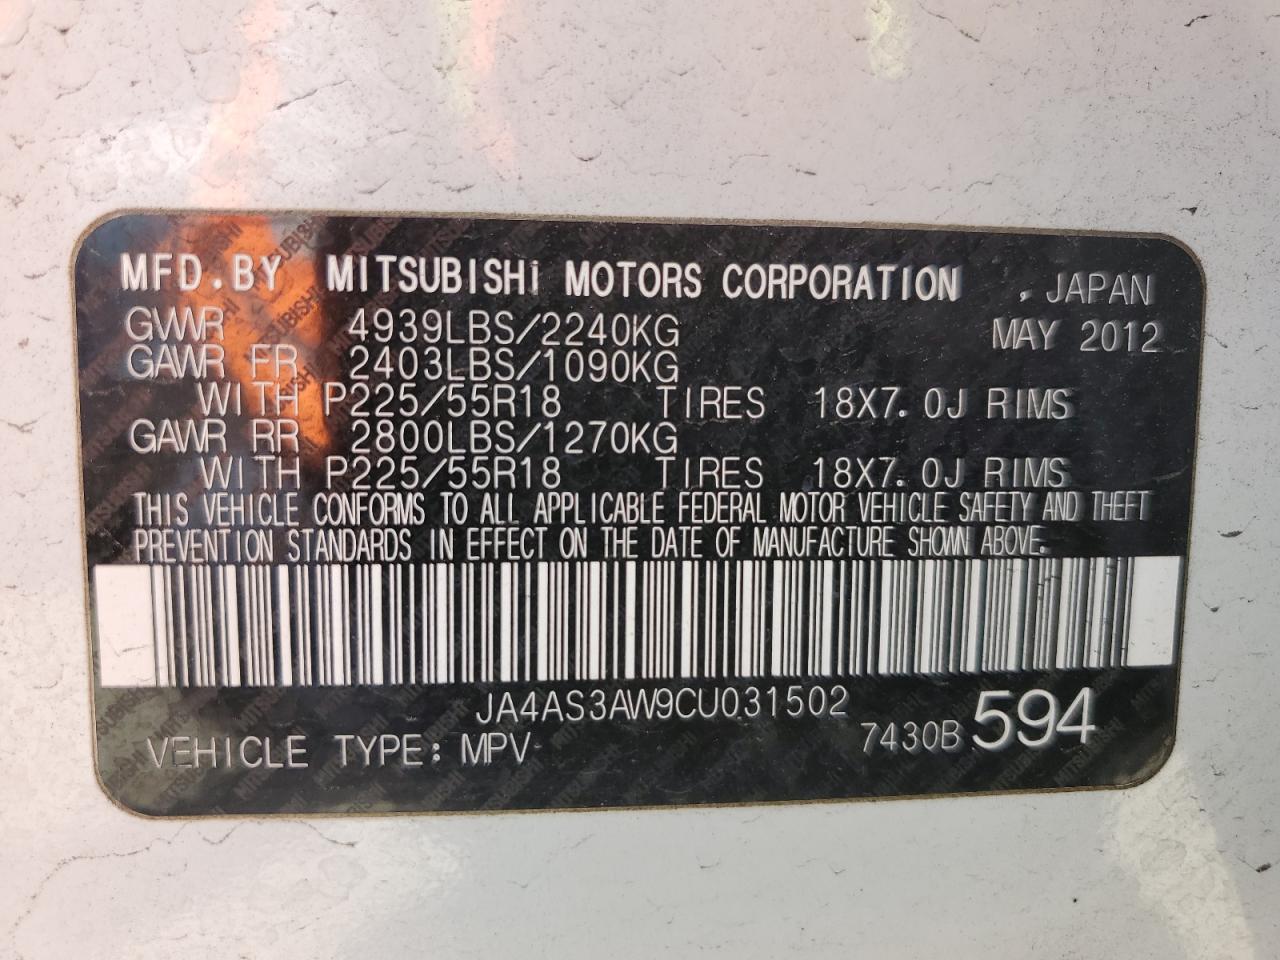 MFD.BY MITSUBISHi MOTORS CORPORATION , JAPAN
GVWR 4939LBS/2240KG MAY 2012
GAWR FR 2403LBS/1090KG
WITH P225/55R18 TIRES 18X7.0J RIMS
GAWR RR 2800LBS/1270KG
WITH P225/55R18 TIRES 18X7.0J RIMS
THIS VEHICLE CONFORMS TO ALL APPLICABLE FEDERAL MOTOR VEHICLE SAFETY AND THEFT
PREVENTION STANDARDS IN EFFECT ON THE DATE OF MANUFACTURE SHOWN ABOVE.
JA4AS3AW9CU031502
VEHICLE TYPE: MPV 7430B 594